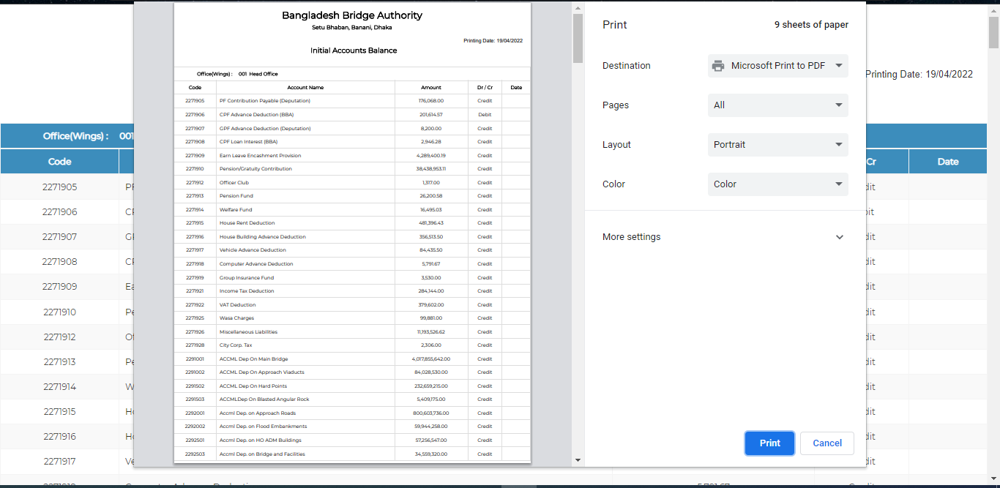 Bangladesh Bridge Authority
Setu Bhaban, Banani, Dhaka
Printing Date: 19/04/2022
Initial Accounts Balance
Office(Wings) : 001 Head Office
Code Account Name Amount Dr / Cr Date
2271905 PF Contribution Payable (Deputation) 176,068.00 Credit
2271906 CPF Advance Deduction (BBA) 201,614.57 Debit
2271907 GPF Advance Deduction (Deputation) 8,200.00 Credit
2271908 CPF Loan Interest (BBA) 2,946.28 Credit
2271909 Earn Leave Encashment Provision 4,289,400.19 Credit
2271910 Pension/Gratuity Contribution 38,438,953.11 Credit
2271912 Officer Club 1,317.00 Credit
2271913 Pension Fund 26,200.58 Credit
2271914 Welfare Fund 16,495.03 Credit
2271915 House Rent Deduction 481,396.43 Credit
2271916 House Building Advance Deduction 356,513.50 Credit
2271917 Vehicle Advance Deduction 84,435.50 Credit
2271918 Computer Advance Deduction 5,791.67 Credit
2271919 Group Insurance Fund 3,530.00 Credit
2271921 Income Tax Deduction 284,144.00 Credit
2271922 VAT Deduction 379,602.00 Credit
2271925 Wasa Charges 99,881.00 Credit
2271926 Miscellaneous Liabilities 11,193,526.62 Credit
2271928 City Corp. Tax 2,306.00 Credit
2291001 ACCML Dep On Main Bridge 4,017,855,642.00 Credit
2291002 ACCML Dep On Approach Viaducts 84,028,530.00 Credit
2291502 ACCML Dep On Hard Points 232,659,215.00 Credit
2291503 ACCMLDep On Blasted Angular Rock 5,409,175.00 Credit
2292001 Accml Dep. on Approach Roads 800,603,736.00 Credit
2292002 Accml Dep. on Flood Embankments 59,944,258.00 Credit
2292501 Accml Dep. on HO ADM Buildings 57,256,547.00 Credit
2292503 Accml Dep. on Bridge and Facilities 34,559,320.00 Credit
Print 9 sheets of paper
Destination Microsoft Print to PDF
Pages All
Layout Portrait
Color Color
More settings
Print Cancel
Printing Date: 19/04/2022
Office(Wings) : 001
Code Cr Date
2271905 PF dit
2271906 CP bit
2271907 GP dit
2271908 CP dit
2271909 Ea dit
2271910 Pe dit
2271912 Of dit
2271913 Pe dit
2271914 W dit
2271915 Ho dit
2271916 Ho dit
2271917 Ve dit